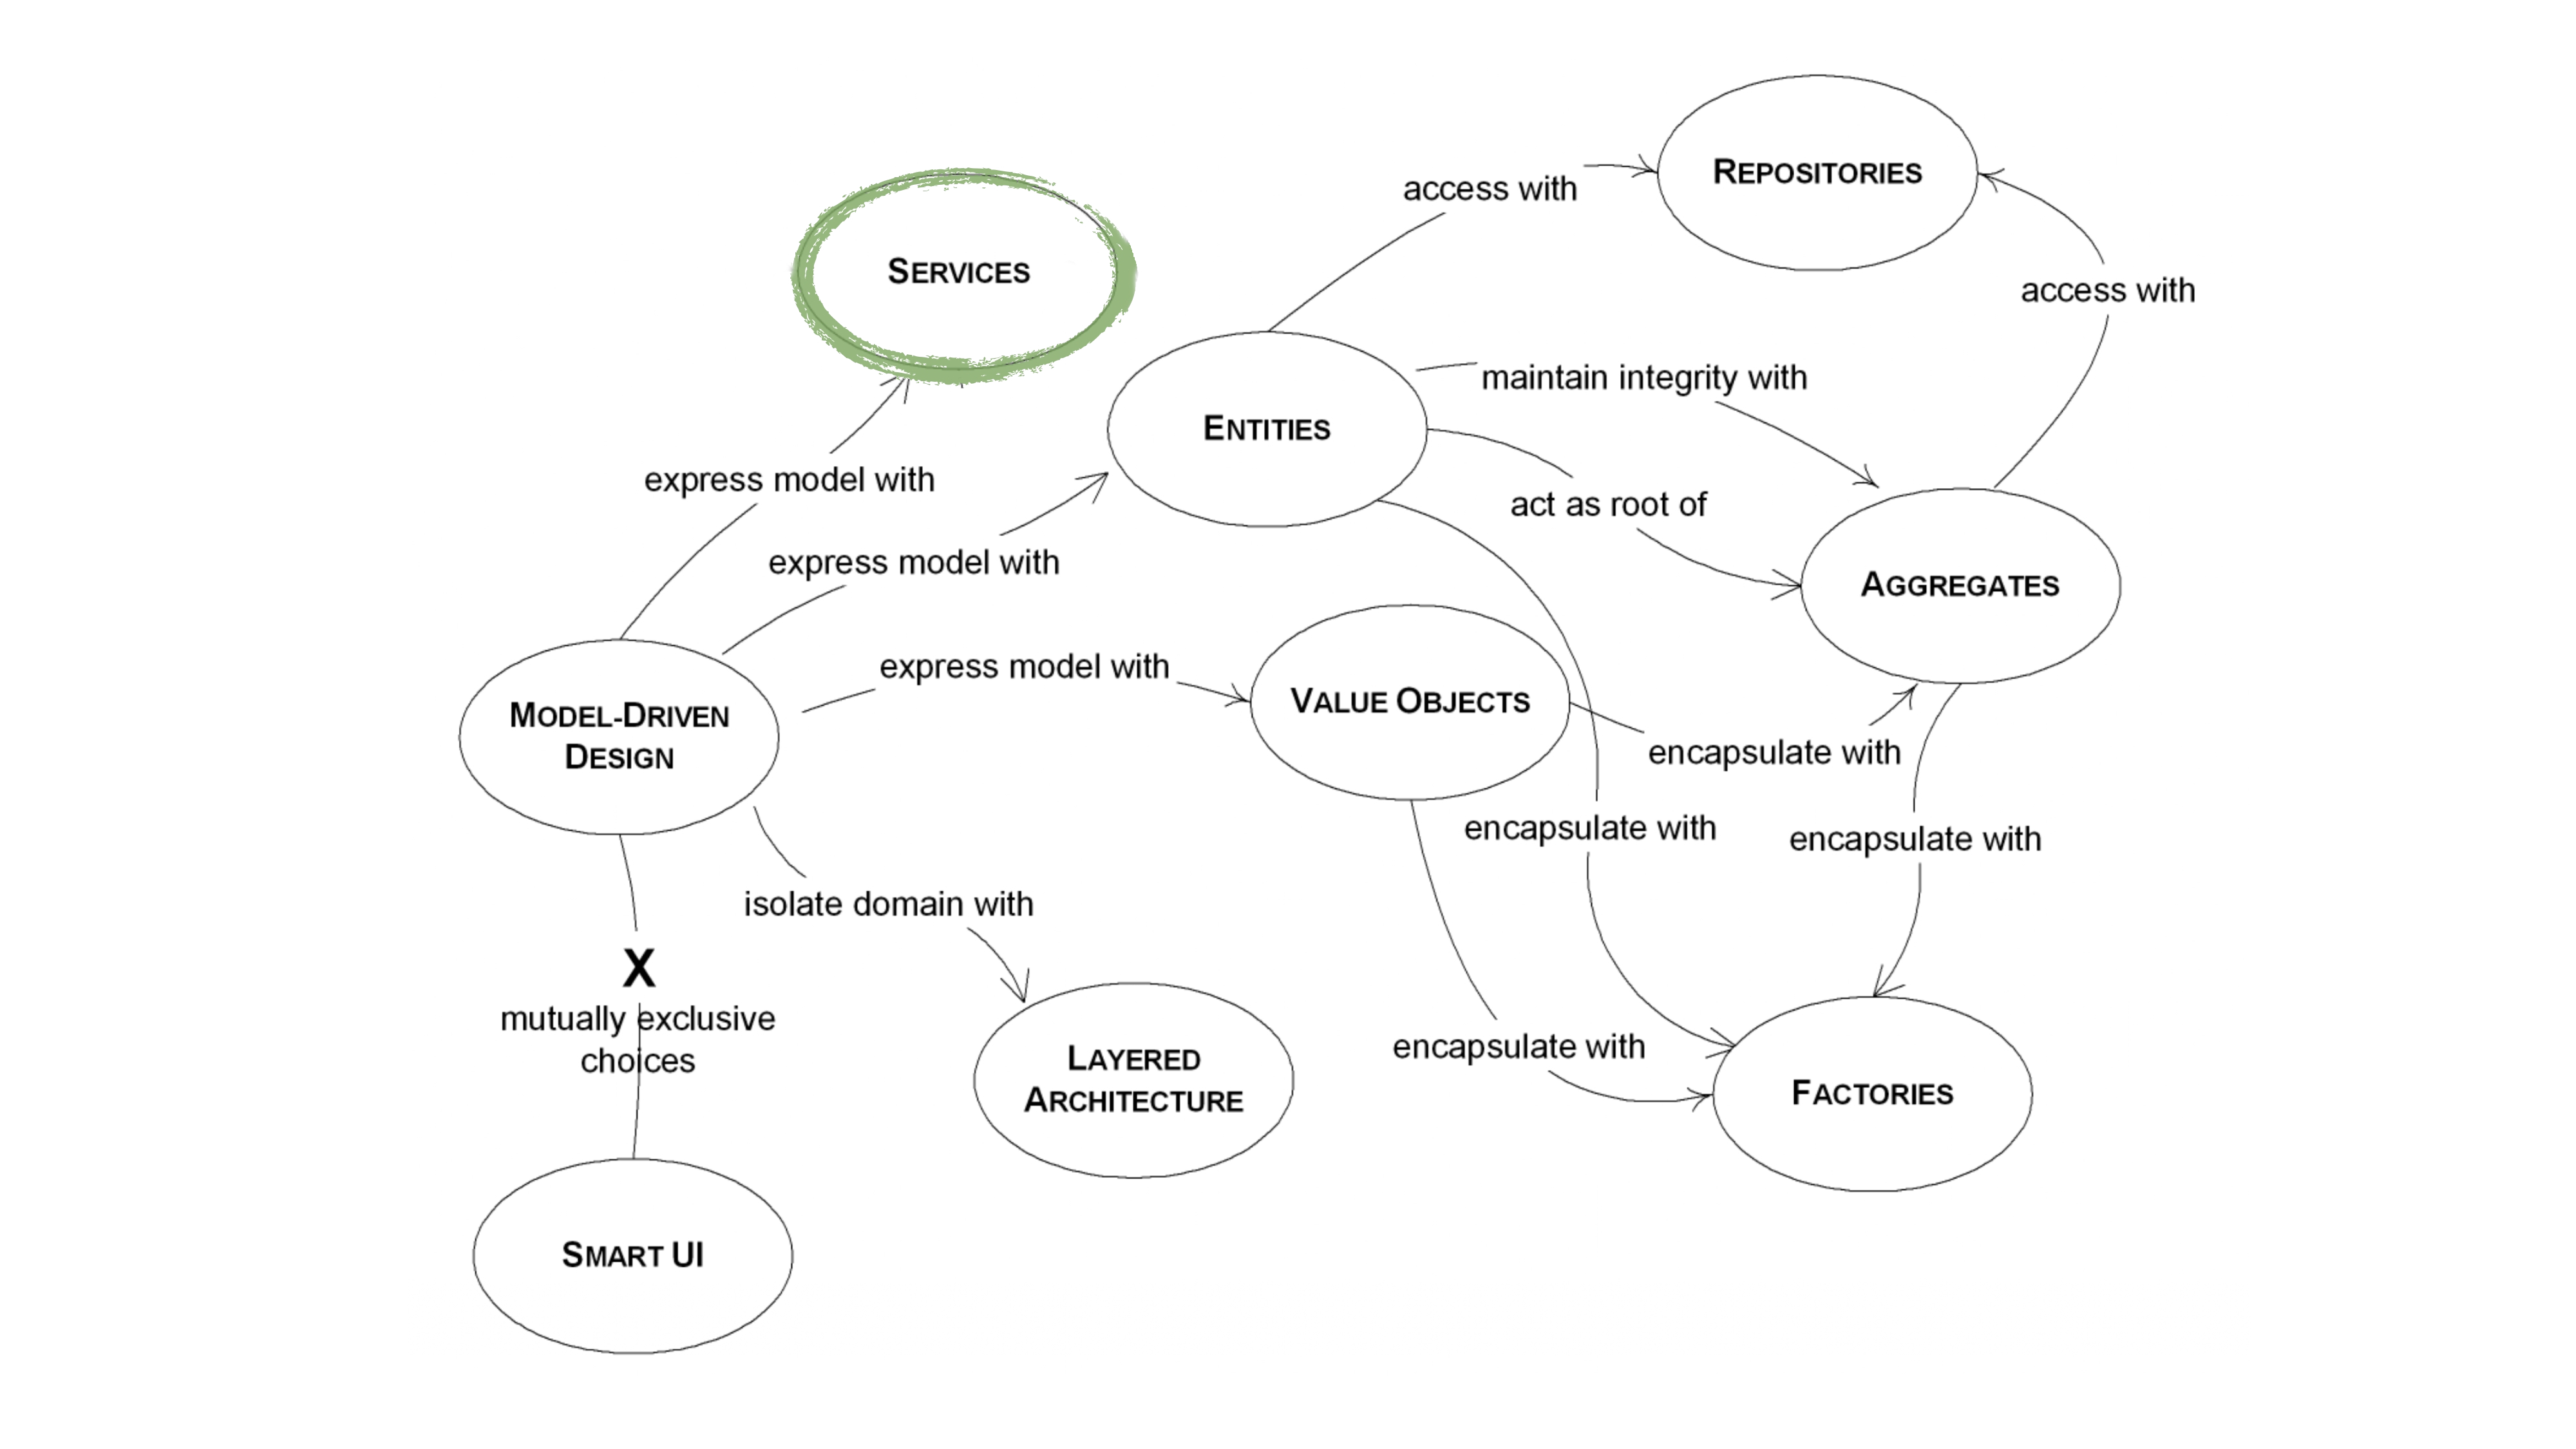 REPOSITORIES
access with
SERVICES
access with
maintain integrity with
ENTITIES
express model with
act as root of
express model with
AGGREGATES
express model with
VALUE OBJECTS
MODEL-DRIVEN
DESIGN
encapsulate with
encapsulate with
encapsulate with
isolate domain with
X
mutually exclusive
choices
encapsulate with
LAYERED
ARCHITECTURE
FACTORIES
SMART UI